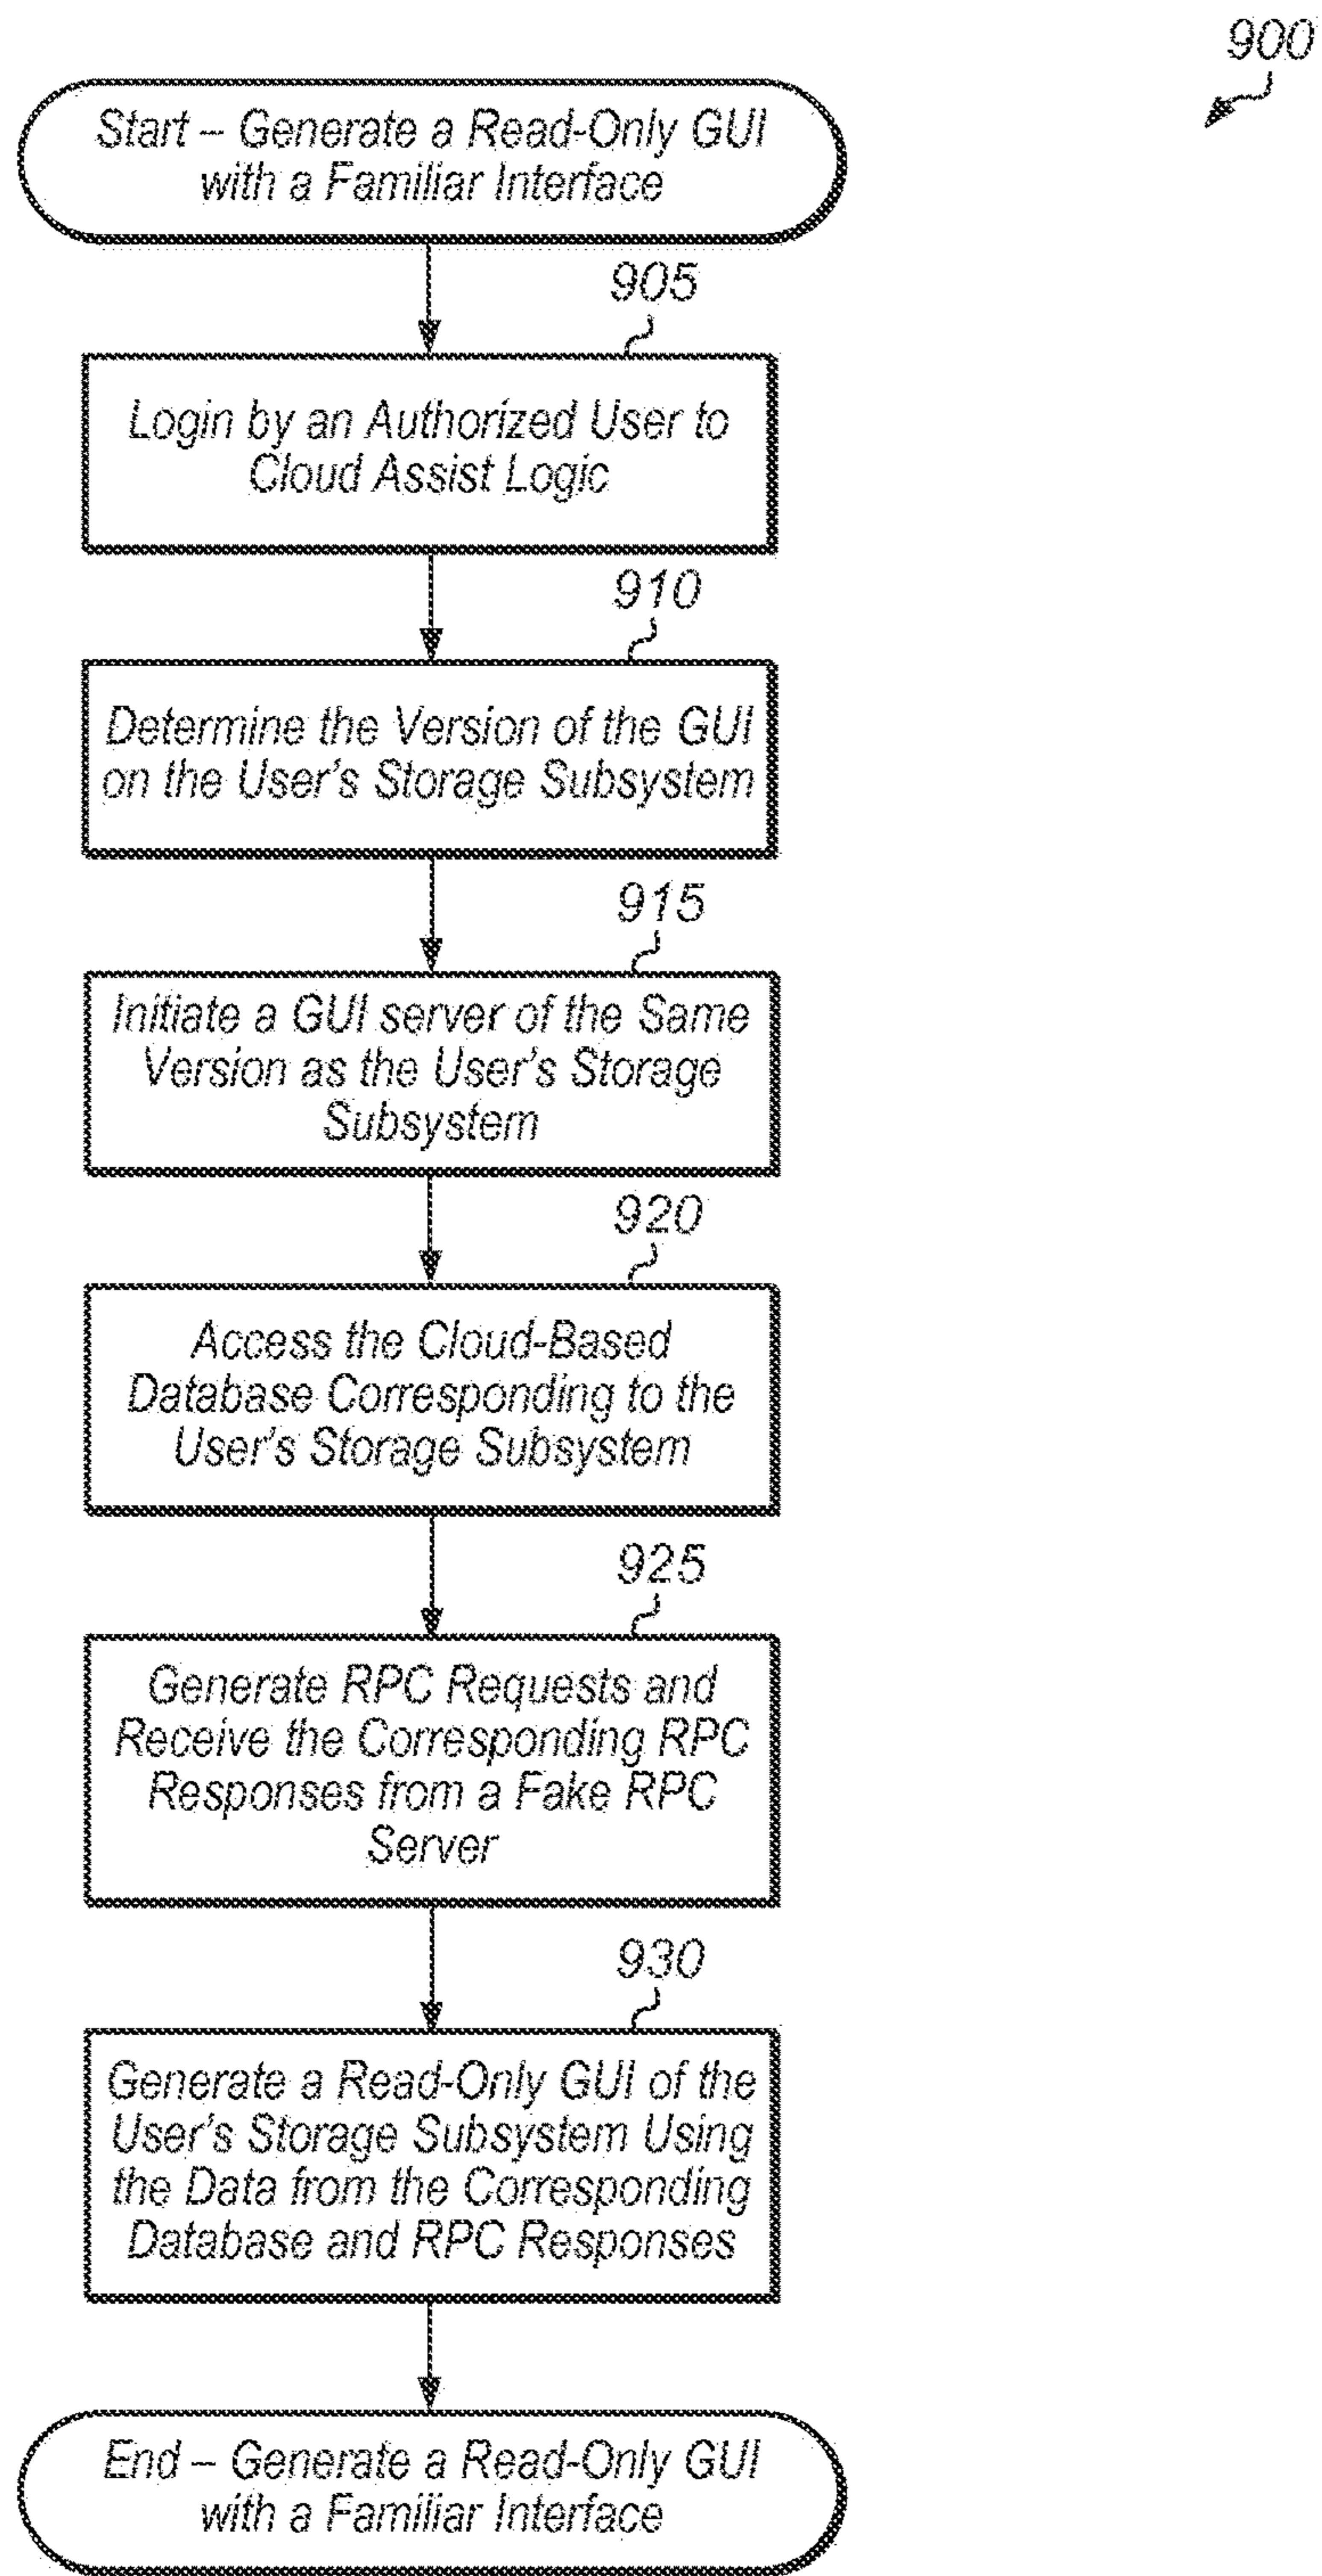 900
Start – Generate a Read-Only GUI
with a Familiar Interface
905
Login by an Authorized User to
Cloud Assist Logic
910
Determine the Version of the GUI
on the User's Storage Subsystem
915
Initiate a GUI server of the Same
Version as the User's Storage
Subsystem
920
Access the Cloud-Based
Database Corresponding to the
User's Storage Subsystem
925
Generate RPC Requests and
Receive the Corresponding RPC
Responses from a Fake RPC
Server
930
Generate a Read-Only GUI of the
User's Storage Subsystem Using
the Data from the Corresponding
Database and RPC Responses
End – Generate a Read-Only GUI
with a Familiar Interface